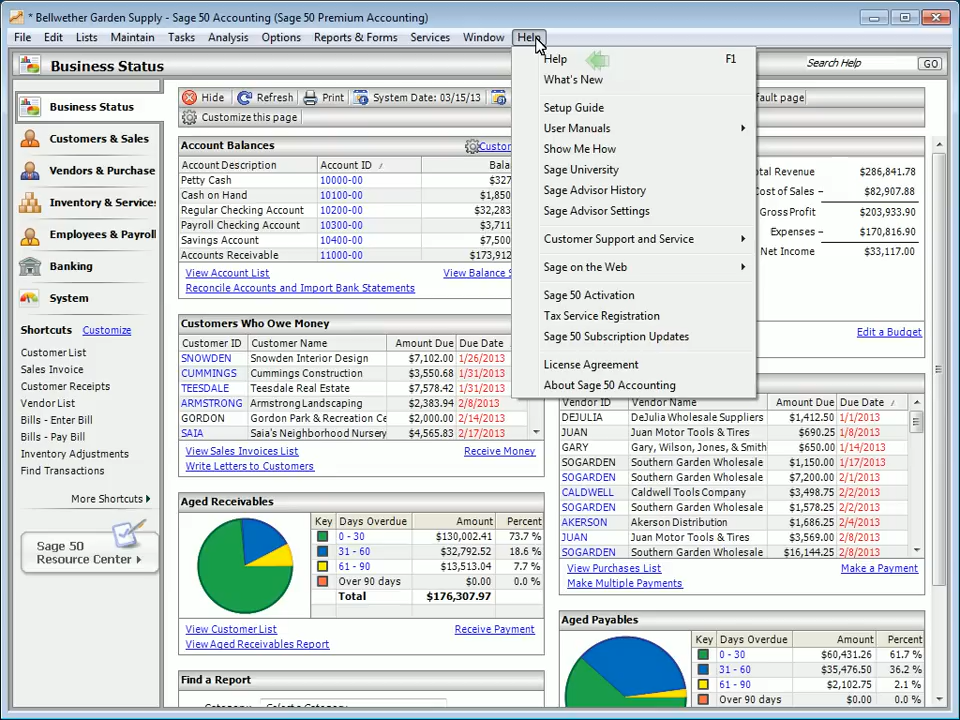 * Bellwether Garden Supply - Sage 50 Accounting (Sage 50 Premium Accounting)
File Edit Lists Maintain Tasks Analysis Options Reports & Forms Services Window Help
Business Status
Search Help GO
Help F1
What's New
Setup Guide
User Manuals
Show Me How
Sage University
Sage Advisor History
Sage Advisor Settings
Customer Support and Service
Sage on the Web
Sage 50 Activation
Tax Service Registration
Sage 50 Subscription Updates
License Agreement
About Sage 50 Accounting
Business Status
Customers & Sales
Vendors & Purchase
Inventory & Service
Employees & Payroll
Banking
System
Shortcuts Customize
Customer List
Sales Invoice
Customer Receipts
Vendor List
Bills - Enter Bill
Bills - Pay Bill
Inventory Adjustments
Find Transactions
More Shortcuts
Sage 50
Resource Center
Hide Refresh Print System Date: 03/15/13
fault page
Customize this page
Account Balances Custor
Account Description Account ID / Bala
Petty Cash 10000-00 $327
Cash on Hand 10100-00 $1,850
Regular Checking Account 10200-00 $32,283
Payroll Checking Account 10300-00 $3,711
Savings Account 10400-00 $7,500
Accounts Receivable 11000-00 $173,912
View Account List View Balance S
Reconcile Accounts and Import Bank Statements
Customers Who Owe Money
Customer ID Customer Name Amount Due Due Date
SNOWDEN Snowden Interior Design $7,102.00 1/26/2013
CUMMINGS Cummings Construction $3,550.68 1/31/2013
TEESDALE Teesdale Real Estate $7,578.42 1/31/2013
ARMSTRONG Armstrong Landscaping $2,383.94 2/8/2013
GORDON Gordon Park & Recreation Ce $2,000.00 2/14/2013
SAIA Saia's Neighborhood Nursery $4,565.83 2/17/2013
View Sales Invoices List Receive Money
Write Letters to Customers
Aged Receivables
Key Days Overdue Amount Percent
0 - 30 $130,002.41 73.7 %
31 - 60 $32,792.52 18.6 %
61 - 90 $13,513.04 7.7 %
Over 90 days $0.00 0.0 %
Total $176,307.97
View Customer List Receive Payment
View Aged Receivables Report
Find a Report
tal Revenue $286,841.78
Cost of Sales – $82,907.88
Gross Profit $203,933.90
Expenses – $170,816.90
Net Income $33,117.00
Edit a Budget
Vendor ID Vendor Name Amount Due Due Date /
DEJULIA DeJulia Wholesale Suppliers $1,412.50 1/1/2013
JUAN Juan Motor Tools & Tires $690.25 1/8/2013
GARY Gary, Wilson, Jones, & Smith $650.00 1/14/2013
SOGARDEN Southern Garden Wholesale $1,150.00 1/17/2013
SOGARDEN Southern Garden Wholesale $7,200.00 2/1/2013
CALDWELL Caldwell Tools Company $3,498.75 2/2/2013
SOGARDEN Southern Garden Wholesale $1,578.25 2/2/2013
AKERSON Akerson Distribution $1,686.25 2/4/2013
JUAN Juan Motor Tools & Tires $3,537.00 2/8/2013
SOGARDEN Southern Garden Wholesale $16,144.25 2/8/2013
View Purchases List Make a Payment
Make Multiple Payments
Aged Payables
Key Days Overdue Amount Percent
0 - 30 $60,431.26 61.7 %
31 - 60 $35,476.50 36.2 %
61 - 90 $2,102.75 2.1 %
Over 90 days $0.00 0.0 %